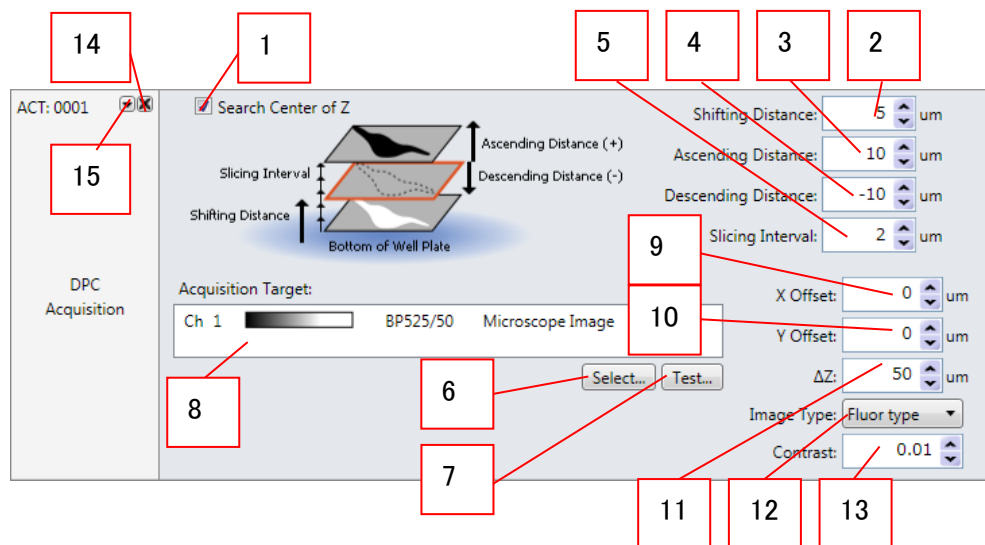 14
1
5
4
3
2
ACT: 0001
Search Center of Z
Shifting Distance: 5 um
Ascending Distance (+)
Ascending Distance: 10 um
15
Slicing Interval
Descending Distance (-)
Descending Distance: -10 um
Shifting Distance
Slicing Interval: 2 um
Bottom of Well Plate
9
DPC
Acquisition
Acquisition Target:
X Offset: 0 um
Ch 1 BP525/50 Microscope Image
10
Y Offset: 0 um
8
6
Select...
Test...
ΔZ: 50 um
Image Type: Fluor type
7
Contrast: 0.01
11
12
13